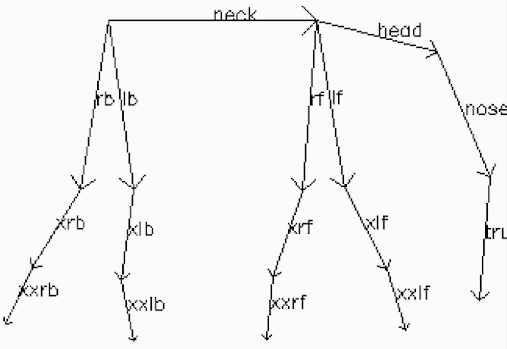 neck
head
rb lb rf lf
nose
xrb xlb xrf xlf tru
xxrb xxlb xxrf xxlf